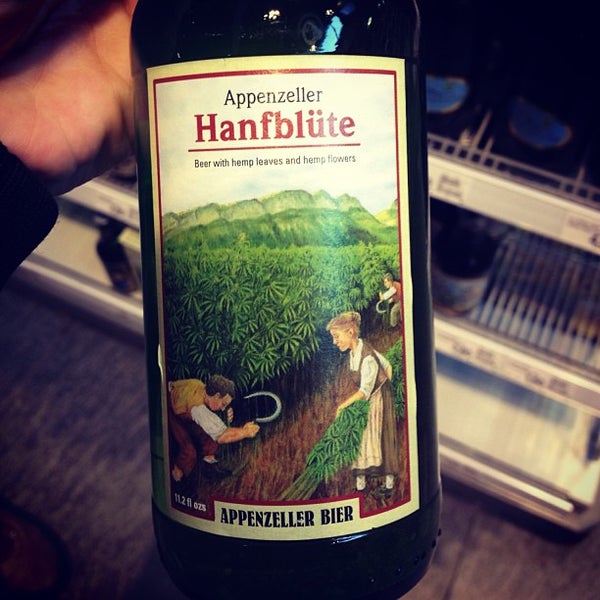 Appenzeller
Hanfblüte
Beer with hemp leaves and hemp flowers
11.2 fl ozs
APPENZELLER BIER